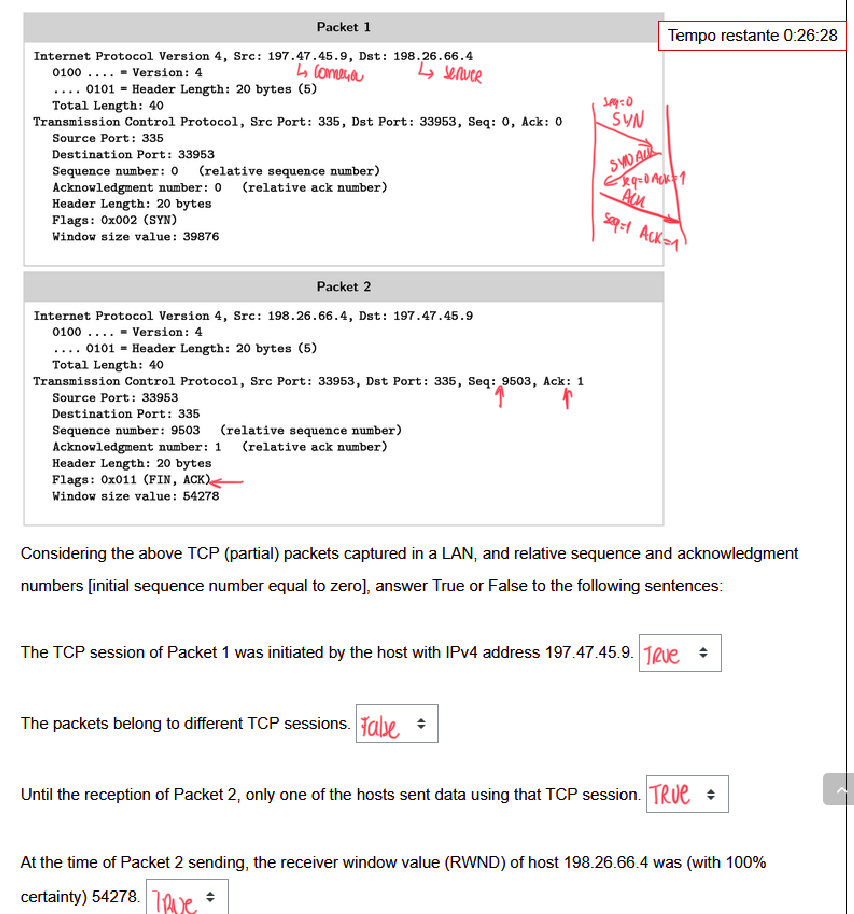 Packet 1
Tempo restante 0:26:28
Internet Protocol Version 4, Src: 197.47.45.9, Dst: 198.26.66.4
0100 .... = Version: 4
↳ começou ↳ server
.... 0101 = Header Length: 20 bytes (5)
Total Length: 40
Transmission Control Protocol, Src Port: 335, Dst Port: 33953, Seq: 0, Ack: 0
Source Port: 335
Destination Port: 33953
Sequence number: 0 (relative sequence number)
Acknowledgment number: 0 (relative ack number)
Header Length: 20 bytes
Flags: 0x002 (SYN)
Window size value: 39876
seq=0
SYN
SYN ACK
seq=0 ACK=1
ACK
seq=1 ACK=1
Packet 2
Internet Protocol Version 4, Src: 198.26.66.4, Dst: 197.47.45.9
0100 .... = Version: 4
.... 0101 = Header Length: 20 bytes (5)
Total Length: 40
Transmission Control Protocol, Src Port: 33953, Dst Port: 335, Seq: 9503, Ack: 1
Source Port: 33953
Destination Port: 335
Sequence number: 9503 (relative sequence number)
Acknowledgment number: 1 (relative ack number)
Header Length: 20 bytes
Flags: 0x011 (FIN, ACK)
Window size value: 54278
Considering the above TCP (partial) packets captured in a LAN, and relative sequence and acknowledgment
numbers [initial sequence number equal to zero], answer True or False to the following sentences:
The TCP session of Packet 1 was initiated by the host with IPv4 address 197.47.45.9. TRUE
The packets belong to different TCP sessions. False
Until the reception of Packet 2, only one of the hosts sent data using that TCP session. TRUE
At the time of Packet 2 sending, the receiver window value (RWND) of host 198.26.66.4 was (with 100%
certainty) 54278. TRUE